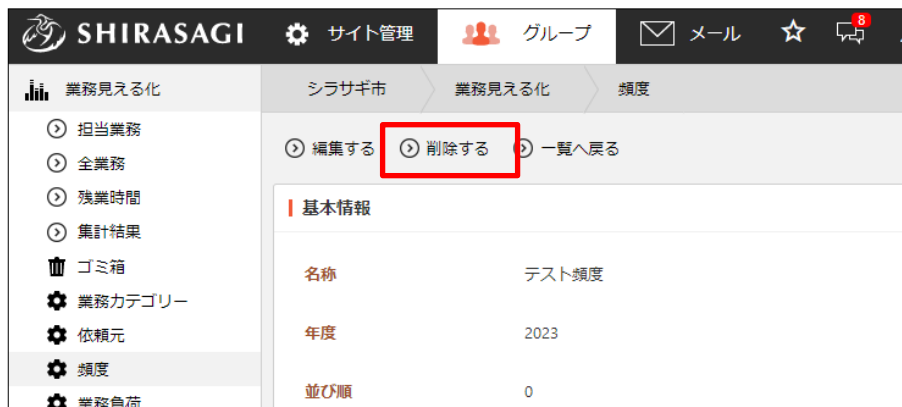 SHIRASAGI サイト管理 グループ メール 8
業務見える化
シラサギ市 業務見える化 頻度
担当業務
全業務
残業時間
集計結果
ゴミ箱
業務カテゴリー
依頼元
頻度
業務負荷
編集する 削除する 一覧へ戻る
基本情報
名称 テスト頻度
年度 2023
並び順 0